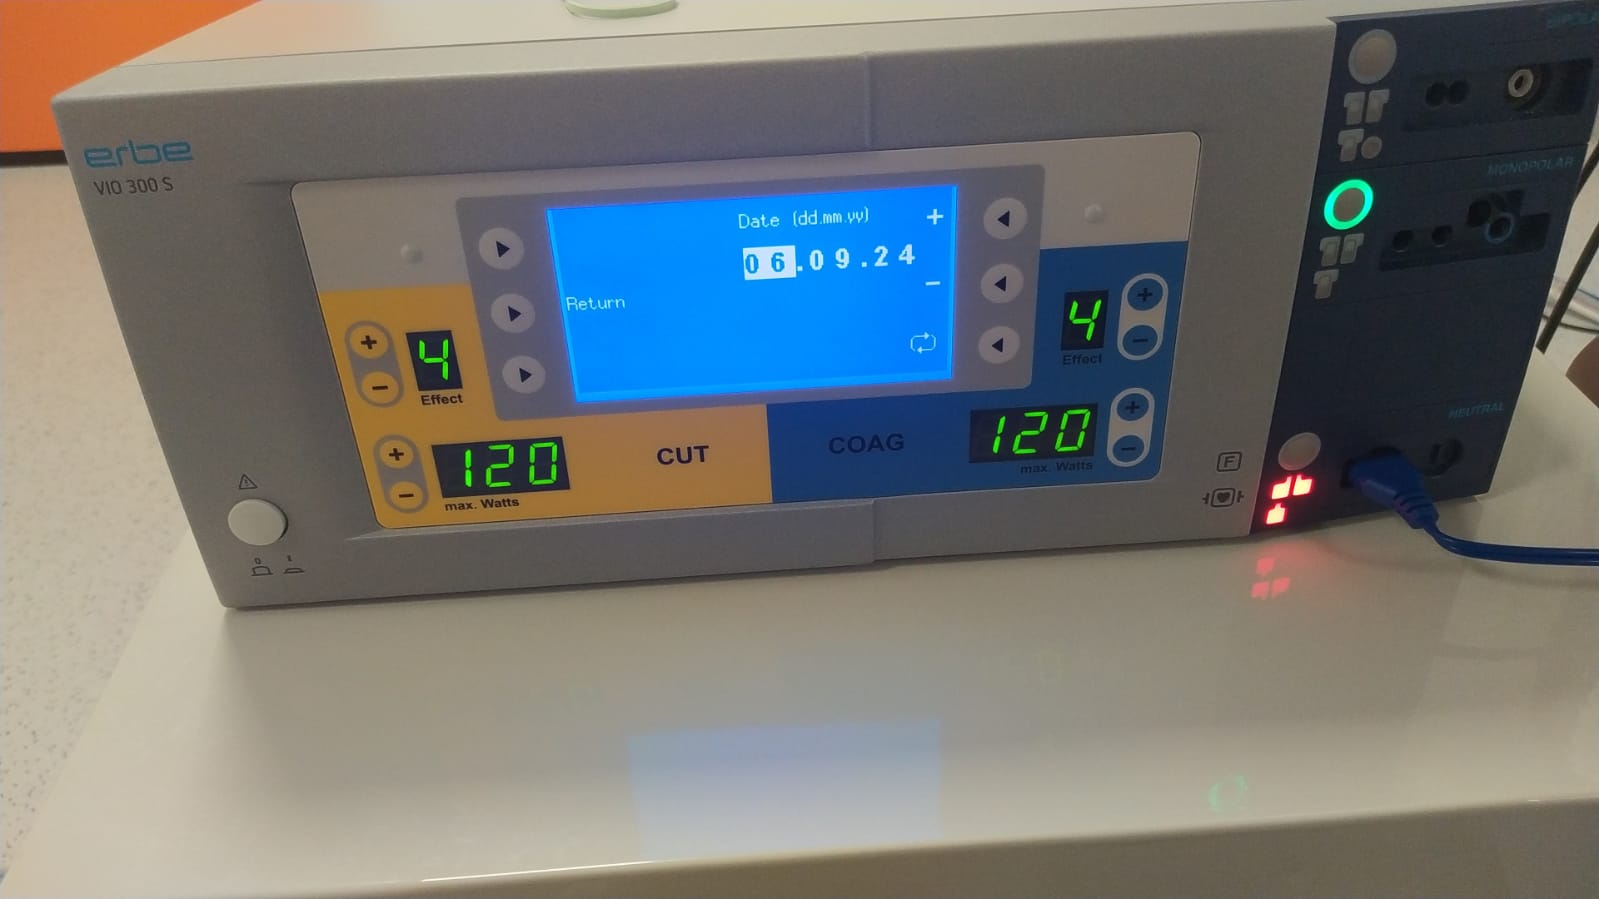 erbe
VIO 300 S
Date (dd.mm.yy)
+
06.09.24
−
Return
+
−
4
Effect
4
Effect
+
−
+
−
120
max. Watts
CUT
COAG
120
max. Watts
+
−
F
0 I
MONOPOLAR
NEUTRAL